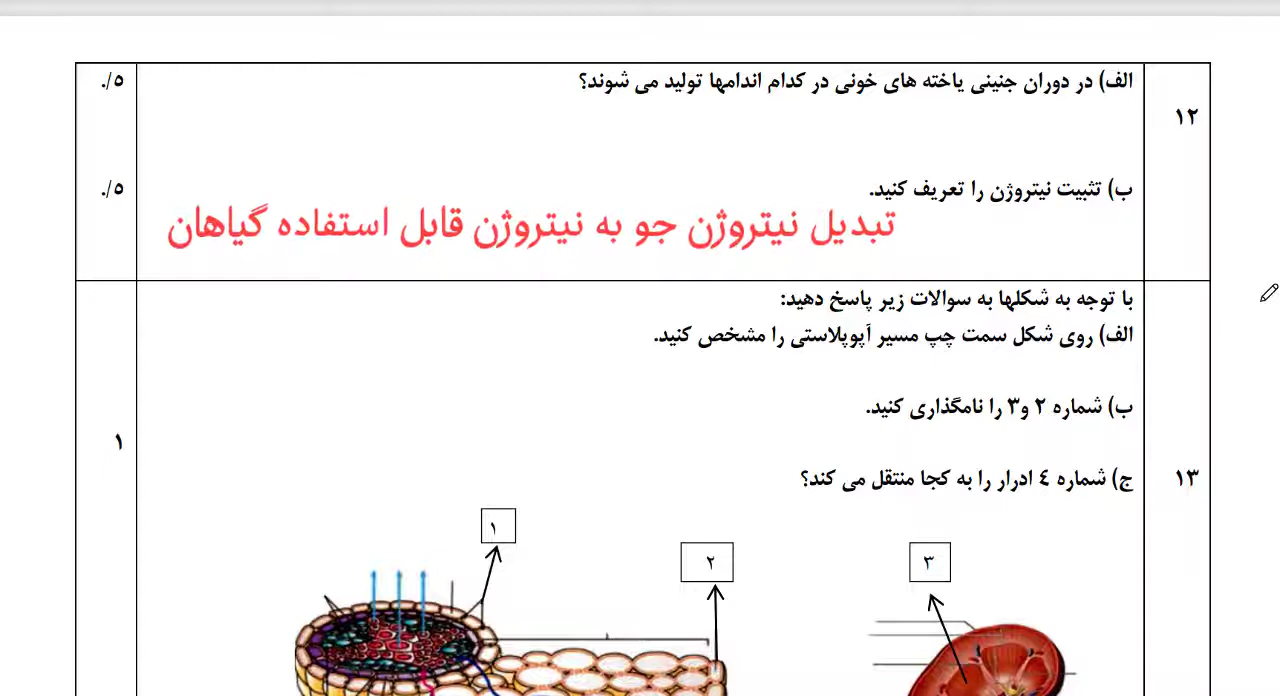 ۱۲
الف) در دوران جنینی یاخته های خونی در کدام اندامها تولید می شوند؟
۵/.
ب) تثبیت نیتروژن را تعریف کنید.
۵/.
تبدیل نیتروژن جو به نیتروژن قابل استفاده گیاهان
۱۳
با توجه به شکلها به سوالات زیر پاسخ دهید:
الف) روی شکل سمت چپ مسیر آپوپلاستی را مشخص کنید.
ب) شماره ۲ و۳ را نامگذاری کنید.
ج) شماره ٤ ادرار را به کجا منتقل می کند؟
۱
۱
۲
۳